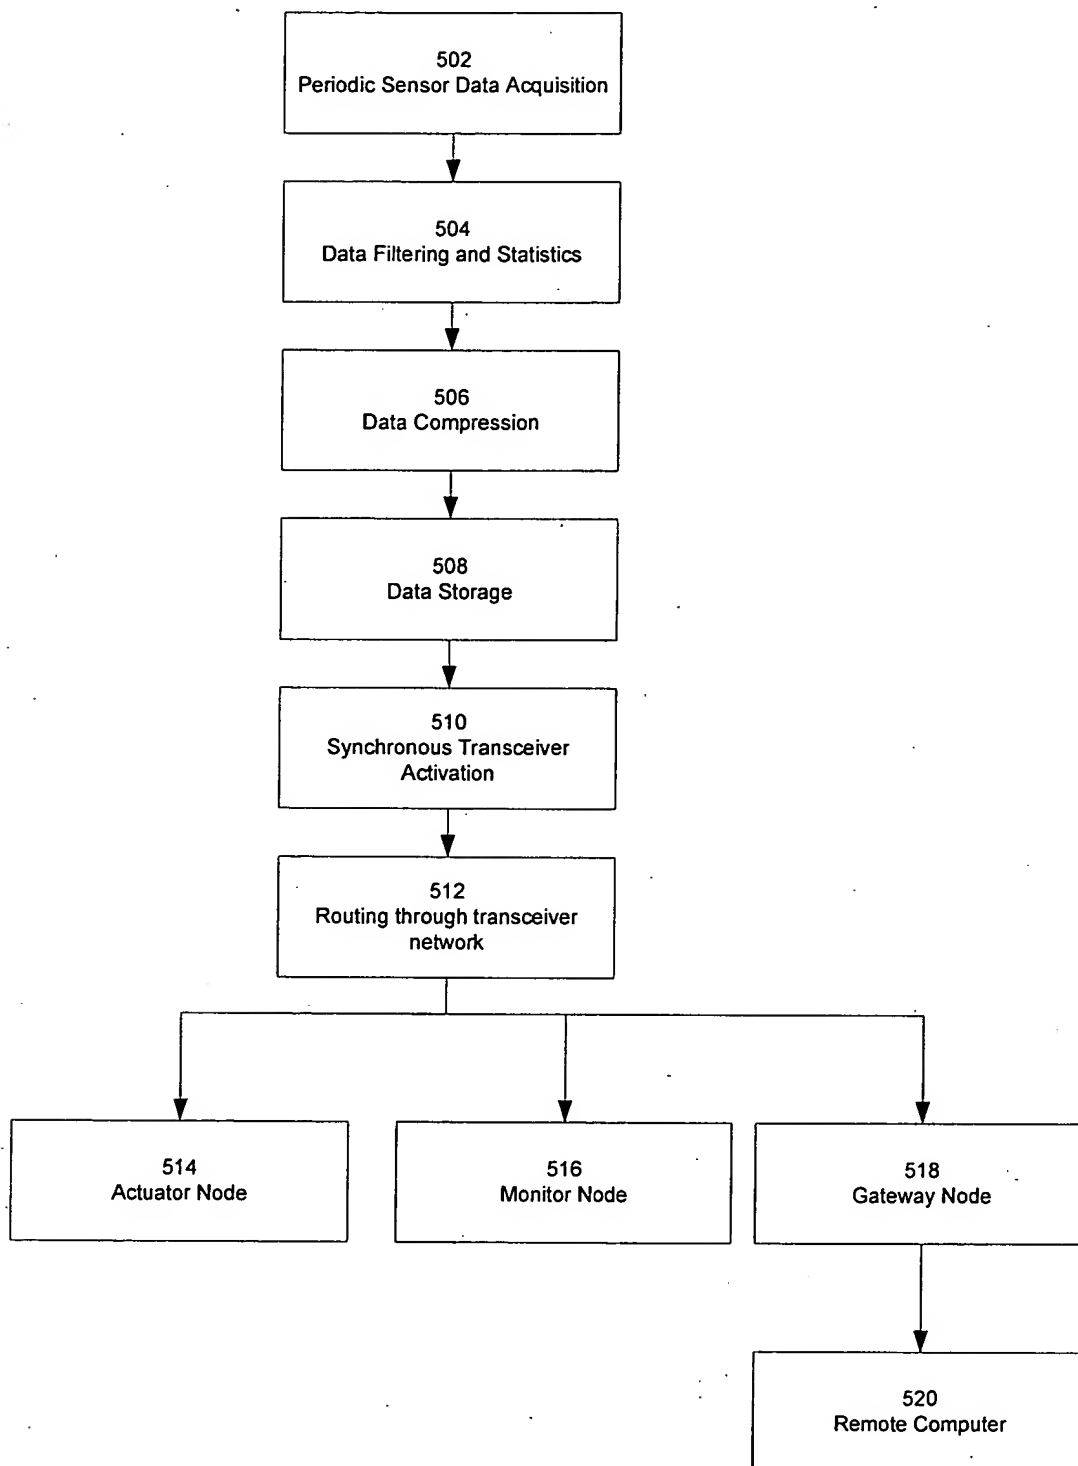 502
Periodic Sensor Data Acquisition
504
Data Filtering and Statistics
506
Data Compression
508
Data Storage
510
Synchronous Transceiver
Activation
512
Routing through transceiver
network
514
Actuator Node
516
Monitor Node
518
Gateway Node
520
Remote Computer